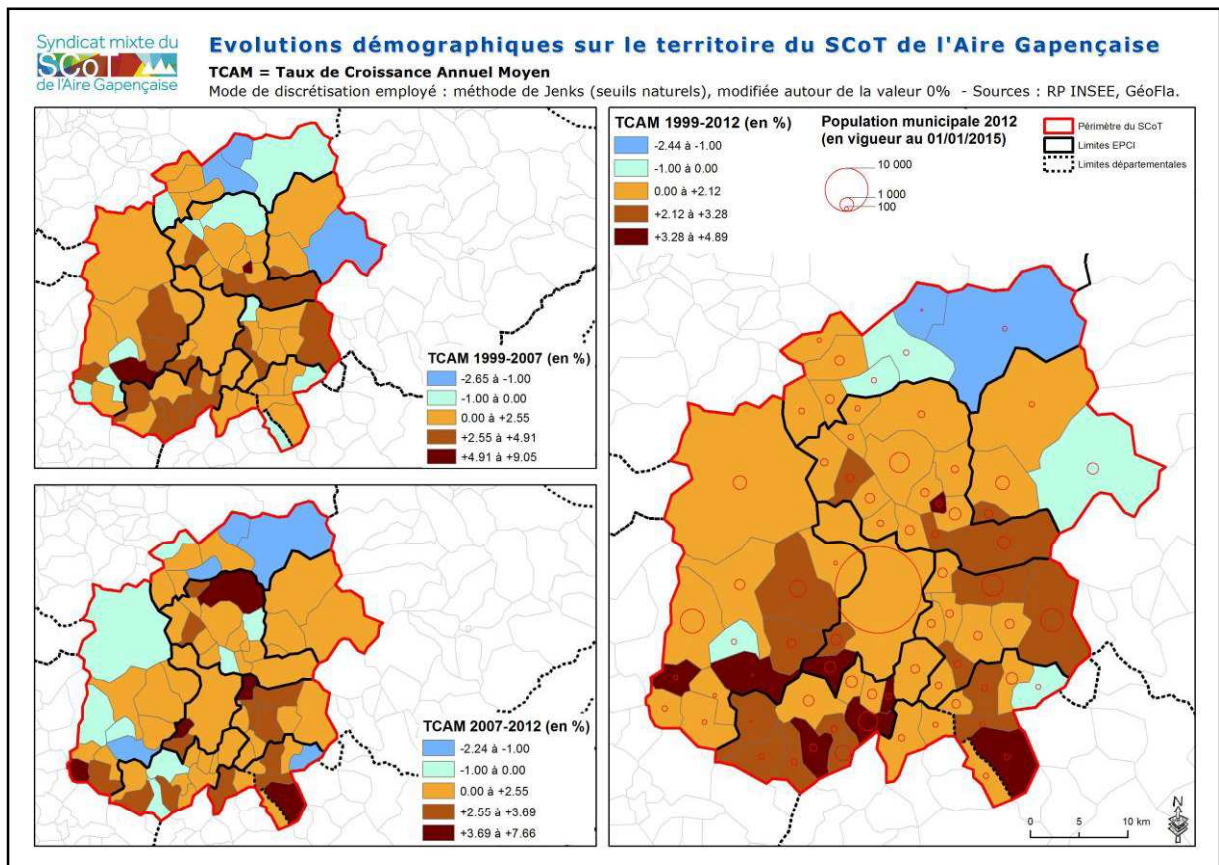 Syndicat mixte du
SCoT
de l'Aire Gapençaise
Evolutions démographiques sur le territoire du SCoT de l'Aire Gapençaise
TCAM = Taux de Croissance Annuel Moyen
Mode de discrétisation employé : méthode de Jenks (seuils naturels), modifiée autour de la valeur 0% - Sources : RP INSEE, GéoFla.
TCAM 1999-2007 (en %)
-2.65 à -1.00
-1.00 à 0.00
0.00 à +2.55
+2.55 à +4.91
+4.91 à +9.05
TCAM 2007-2012 (en %)
-2.24 à -1.00
-1.00 à 0.00
0.00 à +2.55
+2.55 à +3.69
+3.69 à +7.66
TCAM 1999-2012 (en %)
-2.44 à -1.00
-1.00 à 0.00
0.00 à +2.12
+2.12 à +3.28
+3.28 à +4.89
Population municipale 2012
(en vigueur au 01/01/2015)
10 000
1 000
100
Périmètre du SCoT
Limites EPCI
Limites départementales
N
0 5 10 km